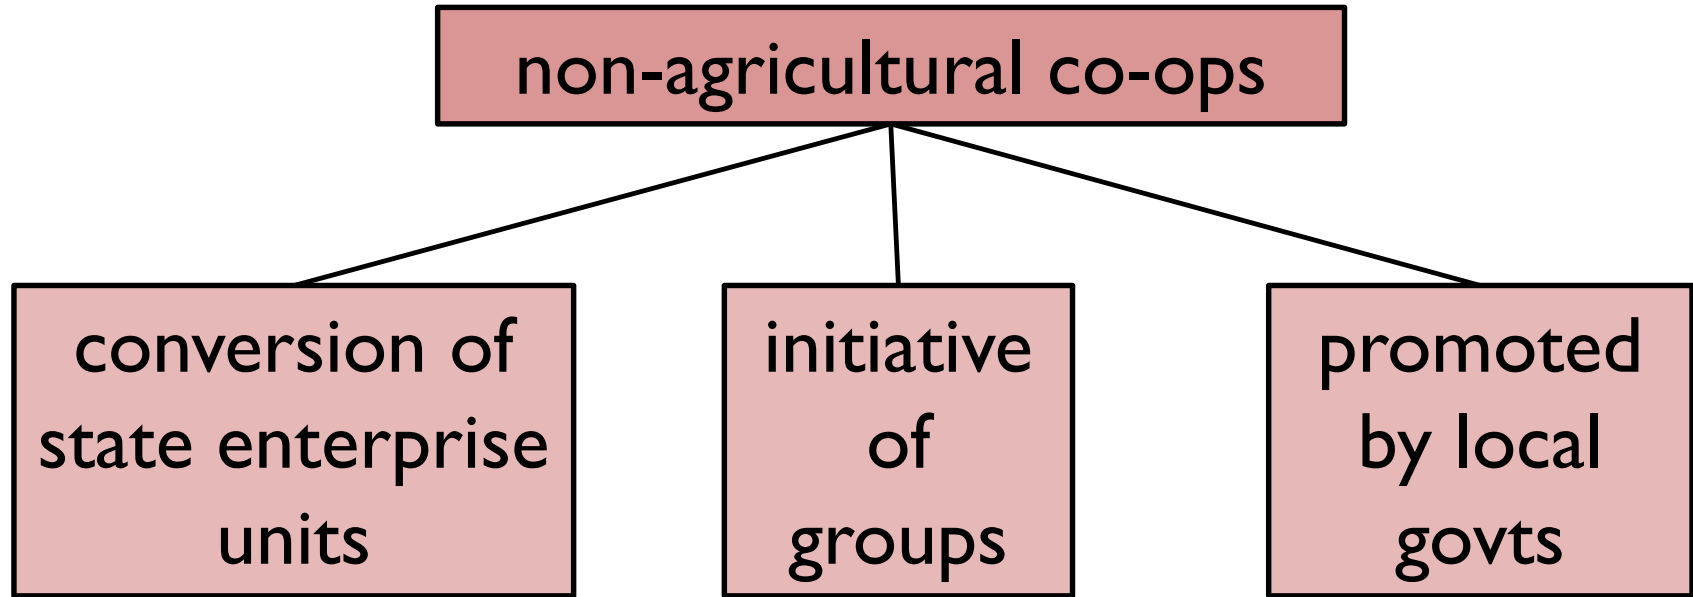 non-agricultural co-ops
conversion of
state enterprise
units
initiative
of
groups
promoted
by local
govts